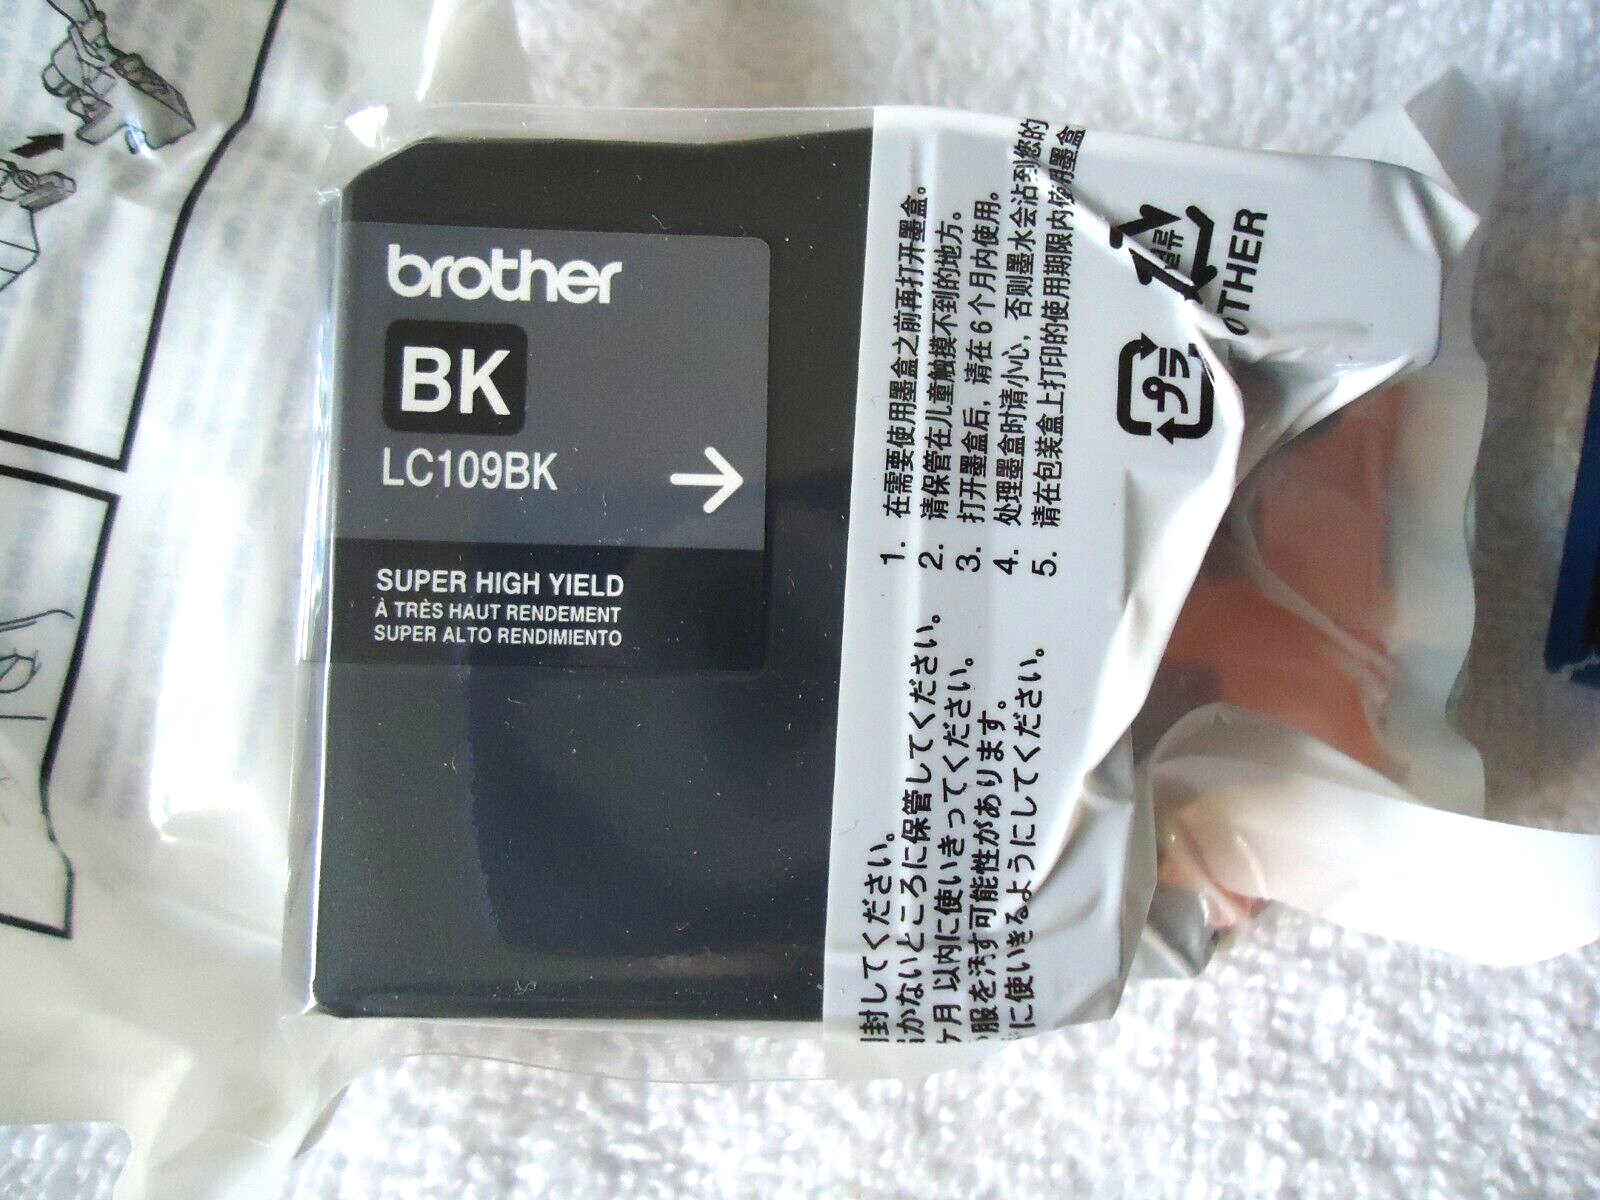 brother
BK
LC109BK
SUPER HIGH YIELD
À TRÈS HAUT RENDEMENT
SUPER ALTO RENDIMIENTO
1. 在需要使用墨盒之前再打开墨盒。
2. 请保管在儿童触摸不到的地方。
3. 打开墨盒后，请在6个月内使用。
4. 处理墨盒时请小心，否则墨水会沾到您的
5. 请在包装盒上打印的使用期限内使用墨盒
封してください。
かないところに保管してください。
ケ月以内に使いきってください。
服を汚す可能性があります。
に使いきるようにしてください。
プラ
OTHER